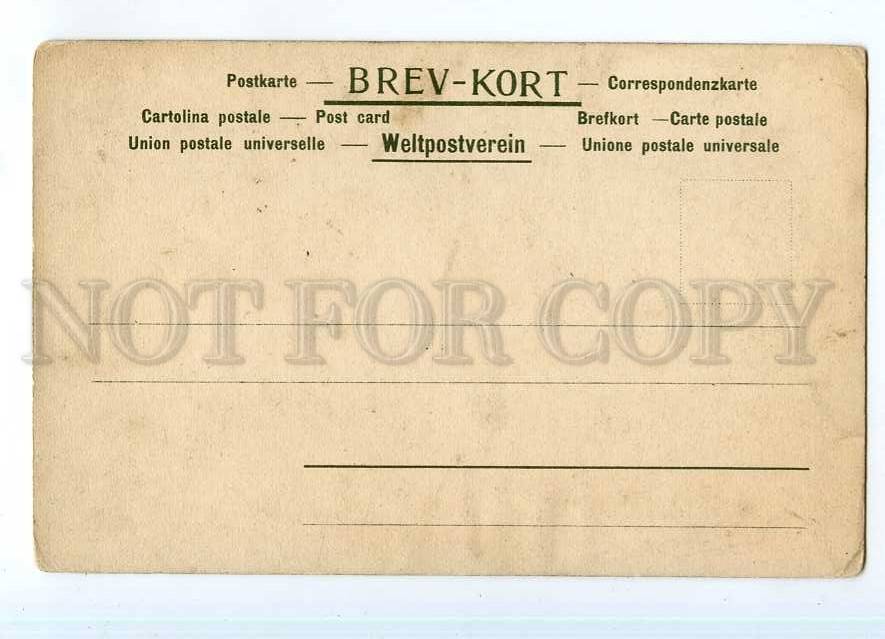 Postkarte — BREV-KORT — Correspondenzkarte
Cartolina postale — Post card Brefkort — Carte postale
Union postale universelle — Weltpostverein — Unione postale universale
NOT FOR COPY